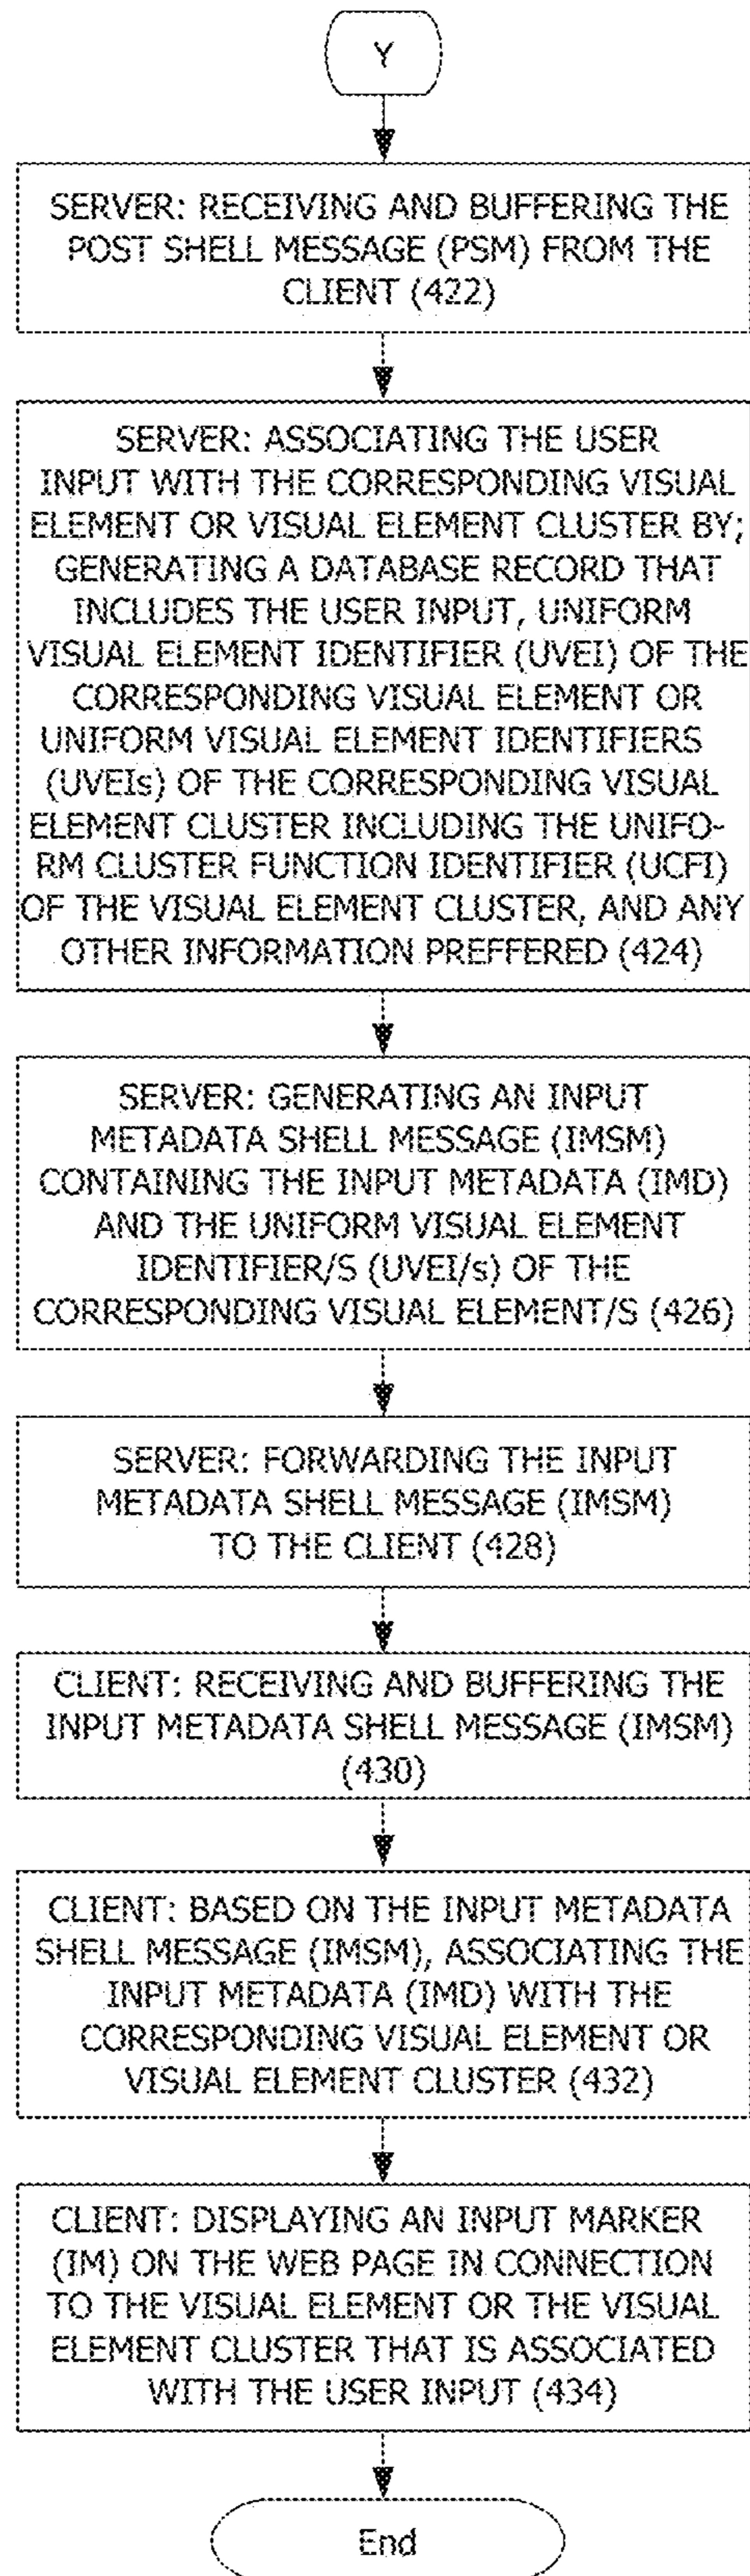 Y
SERVER: RECEIVING AND BUFFERING THE
POST SHELL MESSAGE (PSM) FROM THE
CLIENT (422)
SERVER: ASSOCIATING THE USER
INPUT WITH THE CORRESPONDING VISUAL
ELEMENT OR VISUAL ELEMENT CLUSTER BY;
GENERATING A DATABASE RECORD THAT
INCLUDES THE USER INPUT, UNIFORM
VISUAL ELEMENT IDENTIFIER (UVEI) OF THE
CORRESPONDING VISUAL ELEMENT OR
UNIFORM VISUAL ELEMENT IDENTIFIERS
(UVEIs) OF THE CORRESPONDING VISUAL
ELEMENT CLUSTER INCLUDING THE UNIFO-
RM CLUSTER FUNCTION IDENTIFIER (UCFI)
OF THE VISUAL ELEMENT CLUSTER, AND ANY
OTHER INFORMATION PREFFERED (424)
SERVER: GENERATING AN INPUT
METADATA SHELL MESSAGE (IMSM)
CONTAINING THE INPUT METADATA (IMD)
AND THE UNIFORM VISUAL ELEMENT
IDENTIFIER/S (UVEI/s) OF THE
CORRESPONDING VISUAL ELEMENT/S (426)
SERVER: FORWARDING THE INPUT
METADATA SHELL MESSAGE (IMSM)
TO THE CLIENT (428)
CLIENT: RECEIVING AND BUFFERING THE
INPUT METADATA SHELL MESSAGE (IMSM)
(430)
CLIENT: BASED ON THE INPUT METADATA
SHELL MESSAGE (IMSM), ASSOCIATING THE
INPUT METADATA (IMD) WITH THE
CORRESPONDING VISUAL ELEMENT OR
VISUAL ELEMENT CLUSTER (432)
CLIENT: DISPLAYING AN INPUT MARKER
(IM) ON THE WEB PAGE IN CONNECTION
TO THE VISUAL ELEMENT OR THE VISUAL
ELEMENT CLUSTER THAT IS ASSOCIATED
WITH THE USER INPUT (434)
End